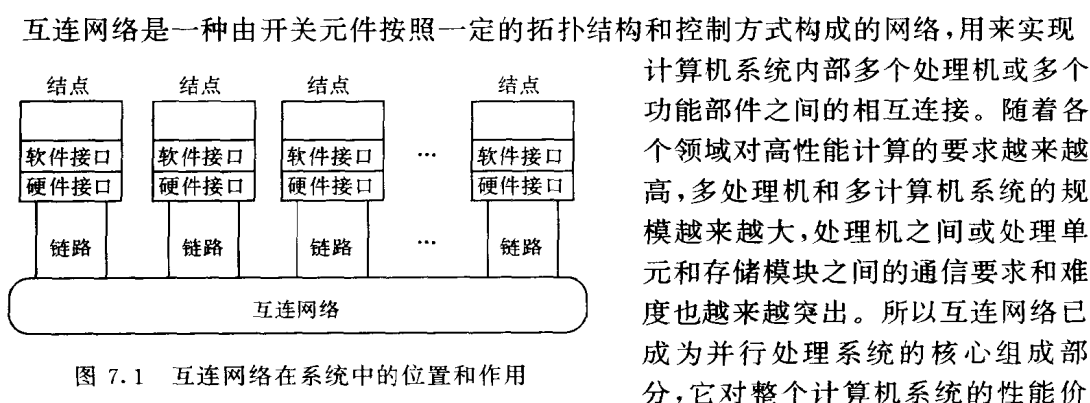 互连网络是一种由开关元件按照一定的拓扑结构和控制方式构成的网络,用来实现
计算机系统内部多个处理机或多个
功能部件之间的相互连接。随着各
个领域对高性能计算的要求越来越
高,多处理机和多计算机系统的规
模越来越大,处理机之间或处理单
元和存储模块之间的通信要求和难
度也越来越突出。所以互连网络已
成为并行处理系统的核心组成部
分,它对整个计算机系统的性能价
结点 结点 结点 结点
软件接口 软件接口 软件接口 … 软件接口
硬件接口 硬件接口 硬件接口 硬件接口
链路 链路 链路 … 链路
互连网络
图 7.1 互连网络在系统中的位置和作用